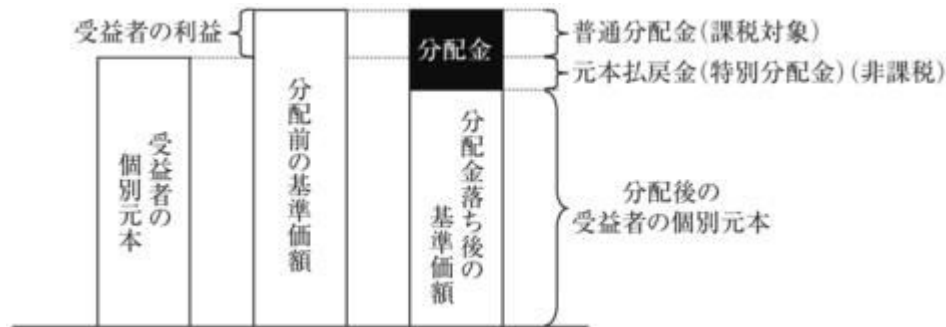 受益者の利益
受益者の
個別元本
分配前の基準価額
分配金
分配金落ち後の
基準価額
普通分配金(課税対象)
元本払戻金(特別分配金)(非課税)
分配後の
受益者の個別元本